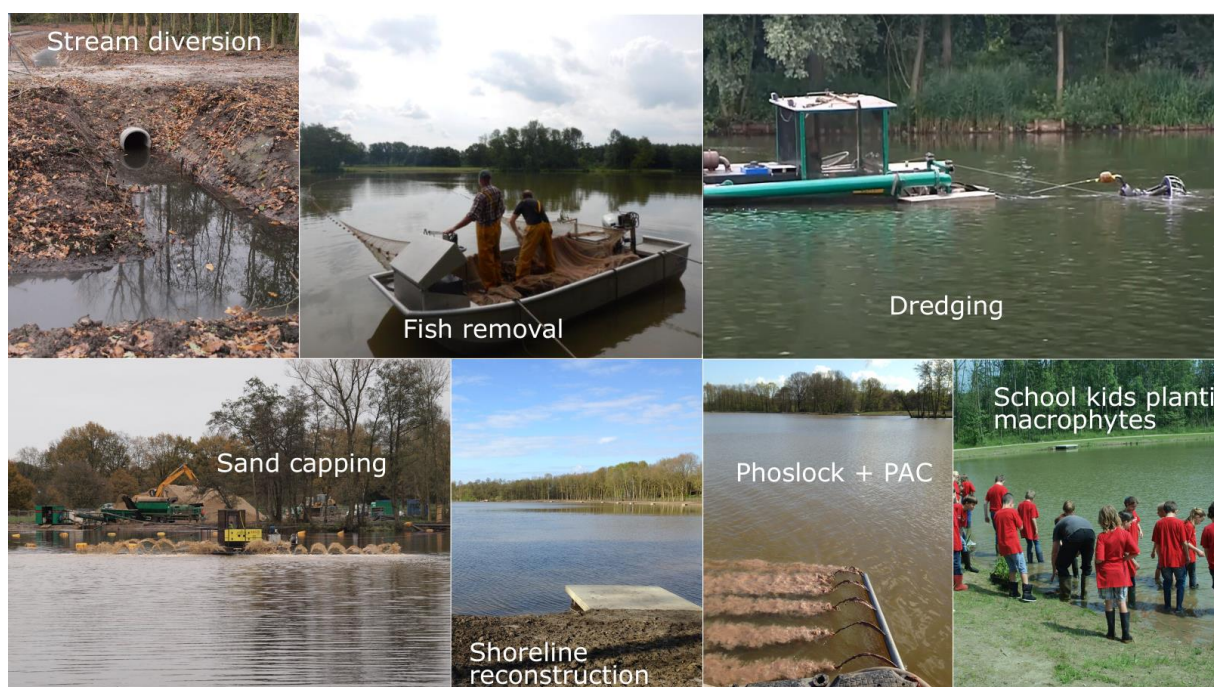 Stream diversion
Fish removal
Dredging
Sand capping
Shoreline
reconstruction
Phoslock + PAC
School kids planti
macrophytes